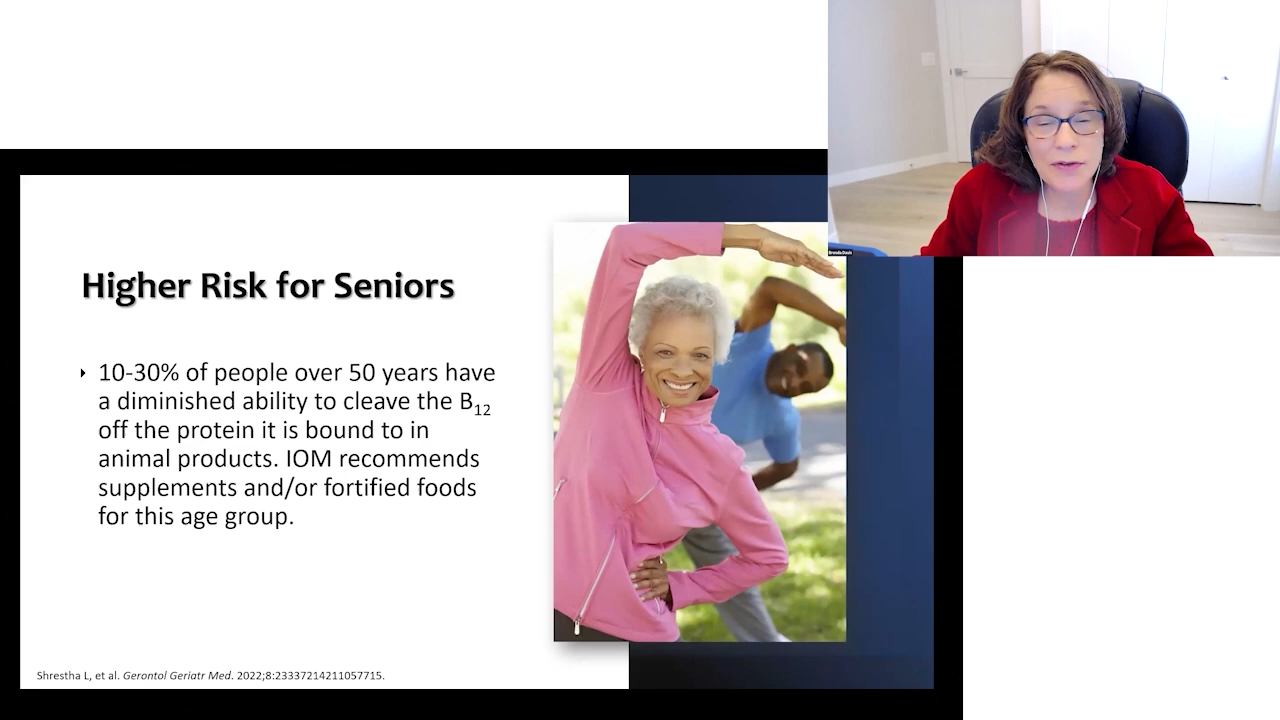 Brenda Davis
Higher Risk for Seniors
10-30% of people over 50 years have
a diminished ability to cleave the B12
off the protein it is bound to in
animal products. IOM recommends
supplements and/or fortified foods
for this age group.
Shrestha L, et al. Gerontol Geriatr Med. 2022;8:23337214211057715.